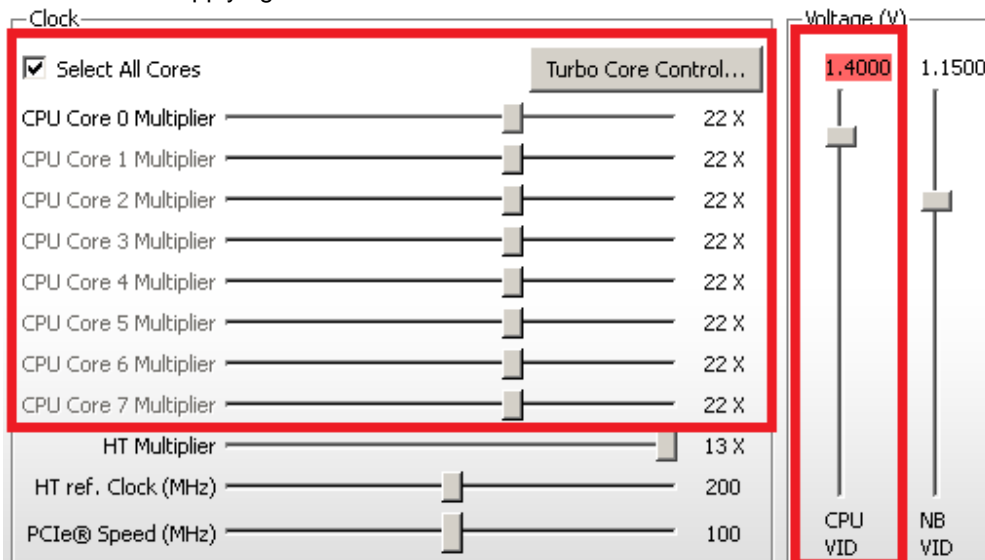 Clock
Voltage (V)
Select All Cores
Turbo Core Control...
1.4000
1.1500
CPU Core 0 Multiplier
22 X
CPU Core 1 Multiplier
22 X
CPU Core 2 Multiplier
22 X
CPU Core 3 Multiplier
22 X
CPU Core 4 Multiplier
22 X
CPU Core 5 Multiplier
22 X
CPU Core 6 Multiplier
22 X
CPU Core 7 Multiplier
22 X
HT Multiplier
13 X
HT ref. Clock (MHz)
200
PCIe® Speed (MHz)
100
CPU
VID
NB
VID